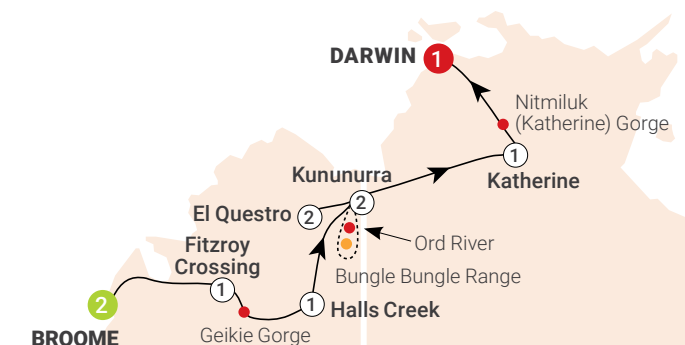 DARWIN
1
Nitmiluk
(Katherine) Gorge
1
Katherine
Kununurra
2
El Questro
2
Ord River
Fitzroy
Crossing
1
Bungle Bungle Range
2
BROOME
1
Halls Creek
Geikie Gorge